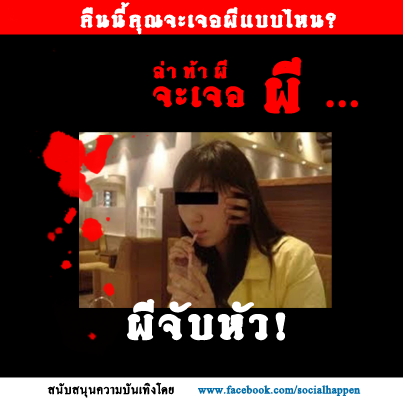 คืนนี้คุณจะเจอผีแบบไหน?
ล่า ท้า ผี
จะเจอ ผี ...
ผีจับหัว!
สนับสนุนความบันเทิงโดย www.facebook.com/socialhappen